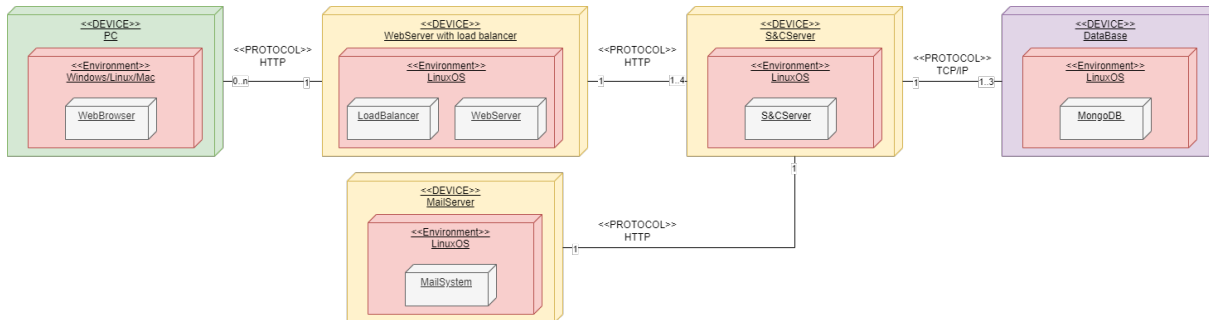 <<DEVICE>>
PC
<<Environment>>
Windows/Linux/Mac
WebBrowser
<<PROTOCOL>>
HTTP
0..n
1
<<DEVICE>>
WebServer with load balancer
<<Environment>>
LinuxOS
LoadBalancer
WebServer
<<PROTOCOL>>
HTTP
1
1..4
<<DEVICE>>
S&CServer
<<Environment>>
LinuxOS
S&CServer
<<PROTOCOL>>
TCP/IP
1
1..3
<<DEVICE>>
DataBase
<<Environment>>
LinuxOS
MongoDB
1
<<DEVICE>>
MailServer
<<Environment>>
LinuxOS
MailSystem
<<PROTOCOL>>
HTTP
1